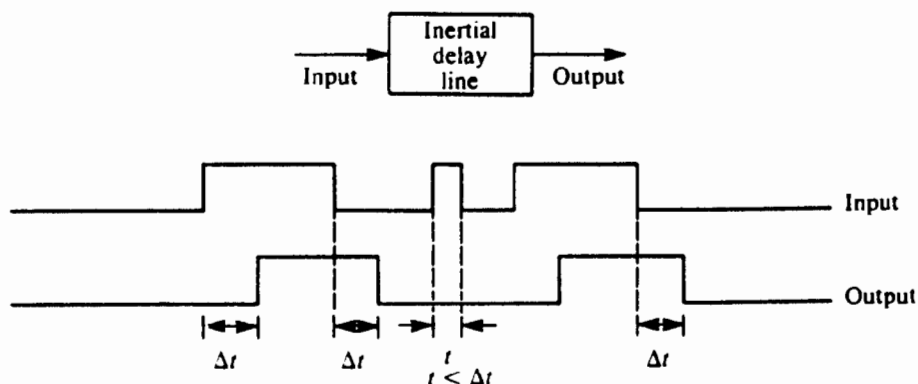 Inertial
delay
line
Input
Output
Input
Output
Δt
Δt
t
t < Δt
Δt